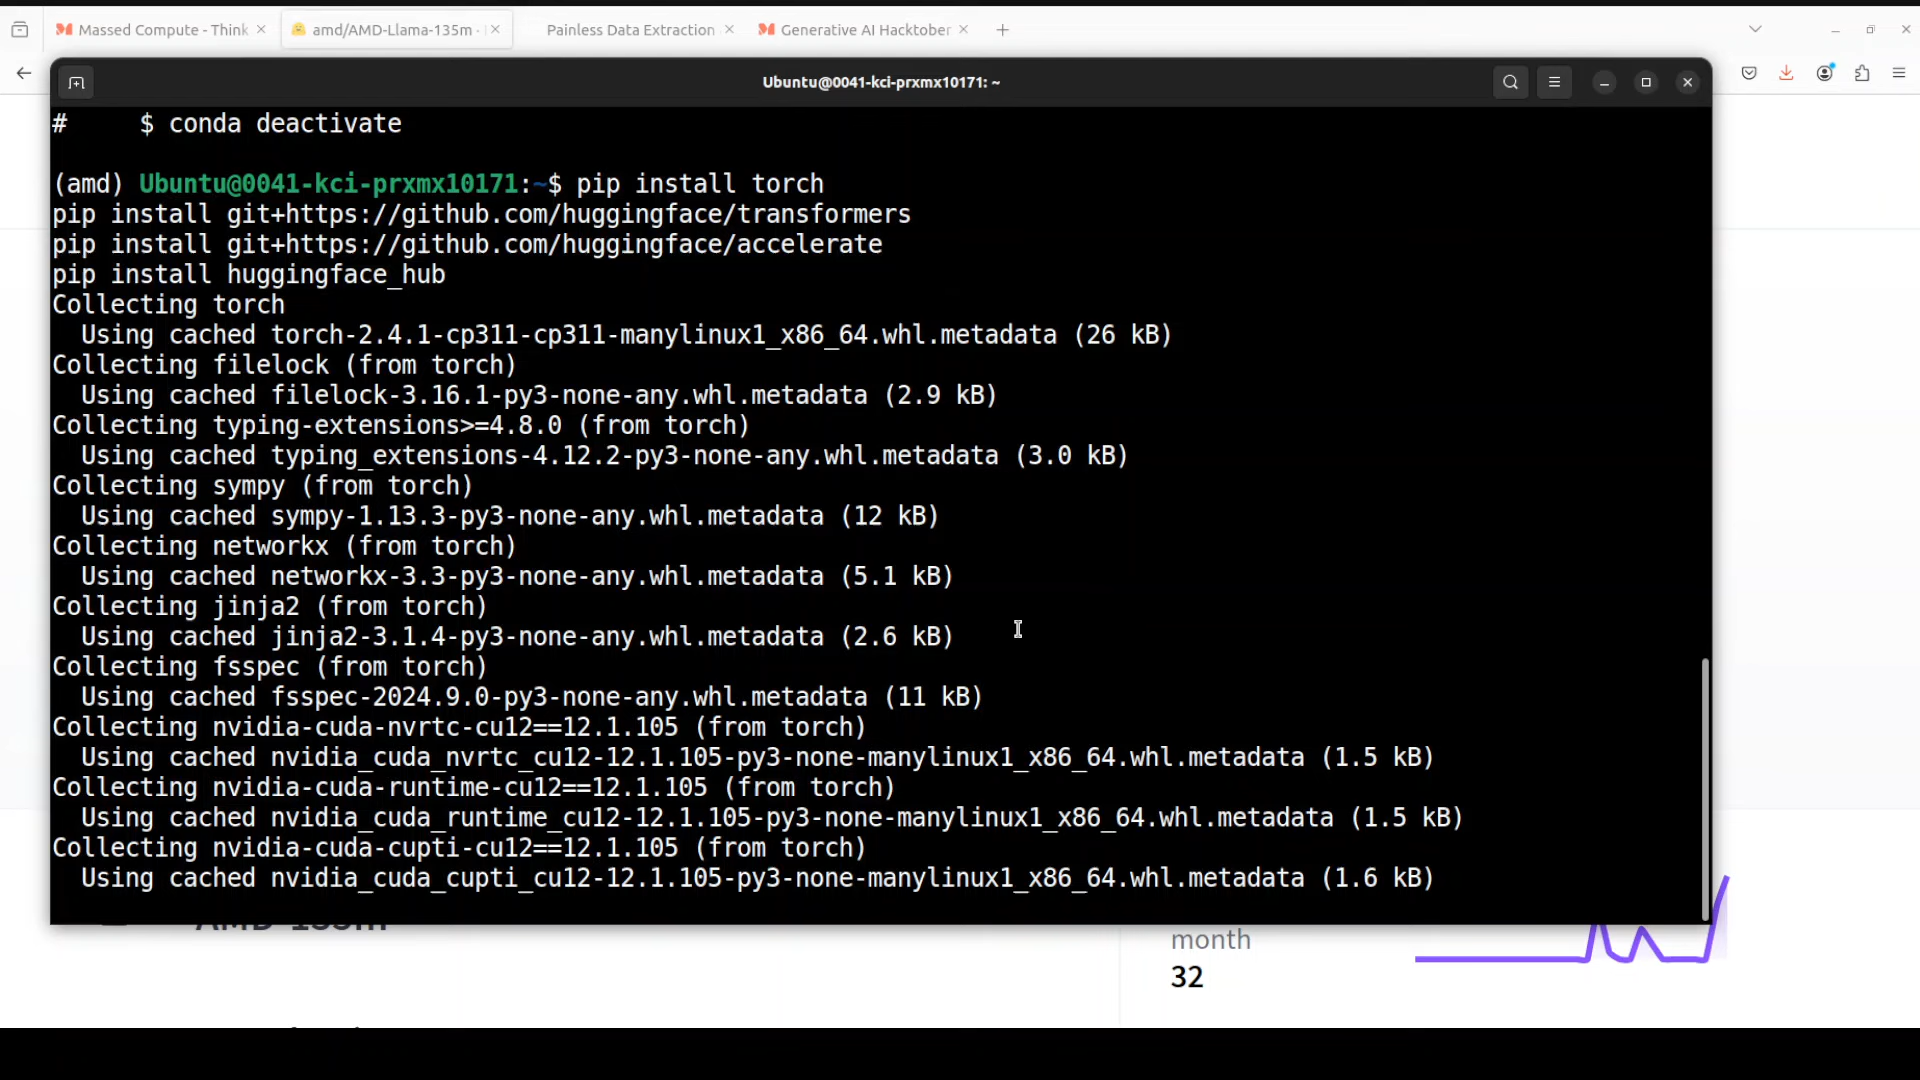 Massed Compute - Think
amd/AMD-Llama-135m -
Painless Data Extraction
Generative AI Hacktober
Ubuntu@0041-kci-prxmx10171: ~
#     $ conda deactivate
(amd) Ubuntu@0041-kci-prxmx10171:~$ pip install torch
pip install git+https://github.com/huggingface/transformers
pip install git+https://github.com/huggingface/accelerate
pip install huggingface_hub
Collecting torch
  Using cached torch-2.4.1-cp311-cp311-manylinux1_x86_64.whl.metadata (26 kB)
Collecting filelock (from torch)
  Using cached filelock-3.16.1-py3-none-any.whl.metadata (2.9 kB)
Collecting typing-extensions>=4.8.0 (from torch)
  Using cached typing_extensions-4.12.2-py3-none-any.whl.metadata (3.0 kB)
Collecting sympy (from torch)
  Using cached sympy-1.13.3-py3-none-any.whl.metadata (12 kB)
Collecting networkx (from torch)
  Using cached networkx-3.3-py3-none-any.whl.metadata (5.1 kB)
Collecting jinja2 (from torch)
  Using cached jinja2-3.1.4-py3-none-any.whl.metadata (2.6 kB)
Collecting fsspec (from torch)
  Using cached fsspec-2024.9.0-py3-none-any.whl.metadata (11 kB)
Collecting nvidia-cuda-nvrtc-cu12==12.1.105 (from torch)
  Using cached nvidia_cuda_nvrtc_cu12-12.1.105-py3-none-manylinux1_x86_64.whl.metadata (1.5 kB)
Collecting nvidia-cuda-runtime-cu12==12.1.105 (from torch)
  Using cached nvidia_cuda_runtime_cu12-12.1.105-py3-none-manylinux1_x86_64.whl.metadata (1.5 kB)
Collecting nvidia-cuda-cupti-cu12==12.1.105 (from torch)
  Using cached nvidia_cuda_cupti_cu12-12.1.105-py3-none-manylinux1_x86_64.whl.metadata (1.6 kB)
month
32